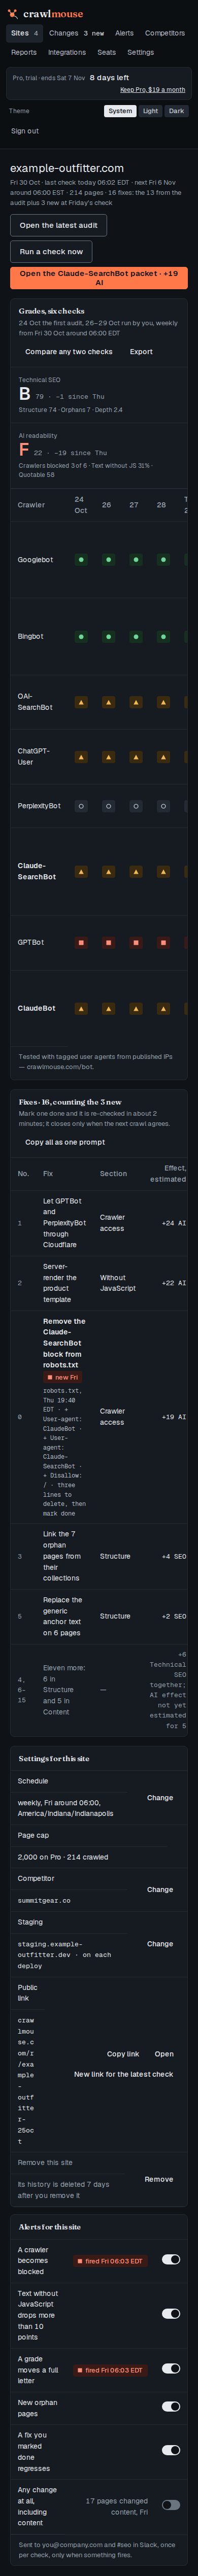 crawlmouse
Sites 4 Changes 3 new Alerts Competitors
Reports Integrations Seats Settings
Pro, trial · ends Sat 7 Nov 8 days left
Keep Pro, $19 a month
Theme System Light Dark
Sign out
example-outfitter.com
Fri 30 Oct · last check today 06:02 EDT · next Fri 6 Nov
around 06:00 EST · 214 pages · 16 fixes: the 13 from the
audit plus 3 new at Friday's check
Open the latest audit
Run a check now
Open the Claude-SearchBot packet · +19
AI
Grades, six checks
24 Oct the first audit, 26–29 Oct run by you, weekly
from Fri 30 Oct around 06:00 EDT
Compare any two checks Export
Technical SEO
B 79 · -1 since Thu
Structure 74 · Orphans 7 · Depth 2.4
AI readability
F 22 · -19 since Thu
Crawlers blocked 3 of 6 · Text without JS 31% ·
Quotable 58
Crawler 24 Oct 26 27 28
Googlebot
Bingbot
OAI-
SearchBot
ChatGPT-
User
PerplexityBot
Claude-
SearchBot
GPTBot
ClaudeBot
Tested with tagged user agents from published IPs
— crawlmouse.com/bot.
Fixes · 16, counting the 3 new
Mark one done and it is re-checked in about 2
minutes; it closes only when the next crawl agrees.
Copy all as one prompt
No. Fix Section Effect, estimated
1 Let GPTBot and PerplexityBot through Cloudflare Crawler access +24 AI
2 Server-render the product template Without JavaScript +22 AI
0 Remove the Claude-SearchBot block from robots.txt new Fri Crawler access +19 AI
robots.txt,
Thu 19:40
EDT · +
User-agent:
ClaudeBot ·
+ User-
agent:
Claude-
SearchBot ·
+ Disallow:
/ · three
lines to
delete, then
mark done
3 Link the 7 orphan pages from their collections Structure +4 SEO
5 Replace the generic anchor text on 6 pages Structure +2 SEO
4, 6–15 Eleven more: 6 in Structure and 5 in Content — +6 Technical SEO together; AI effect not yet estimated for 5
Settings for this site
Schedule
weekly, Fri around 06:00,
America/Indiana/Indianapolis
Change
Page cap
2,000 on Pro · 214 crawled
Competitor
summitgear.co
Change
Staging
staging.example-
outfitter.dev · on each
deploy
Change
Public
link
craw
lmou
se.c
om/r
/exa
mple
-
outf
itte
r-
25oc
t
Copy link Open
New link for the latest check
Remove this site
Its history is deleted 7 days
after you remove it
Remove
Alerts for this site
A crawler becomes blocked fired Fri 06:03 EDT
Text without JavaScript drops more than 10 points
A grade moves a full letter fired Fri 06:03 EDT
New orphan pages
A fix you marked done regresses
Any change at all, including content 17 pages changed content, Fri
Sent to you@company.com and #seo in Slack, once
per check, only when something fires.